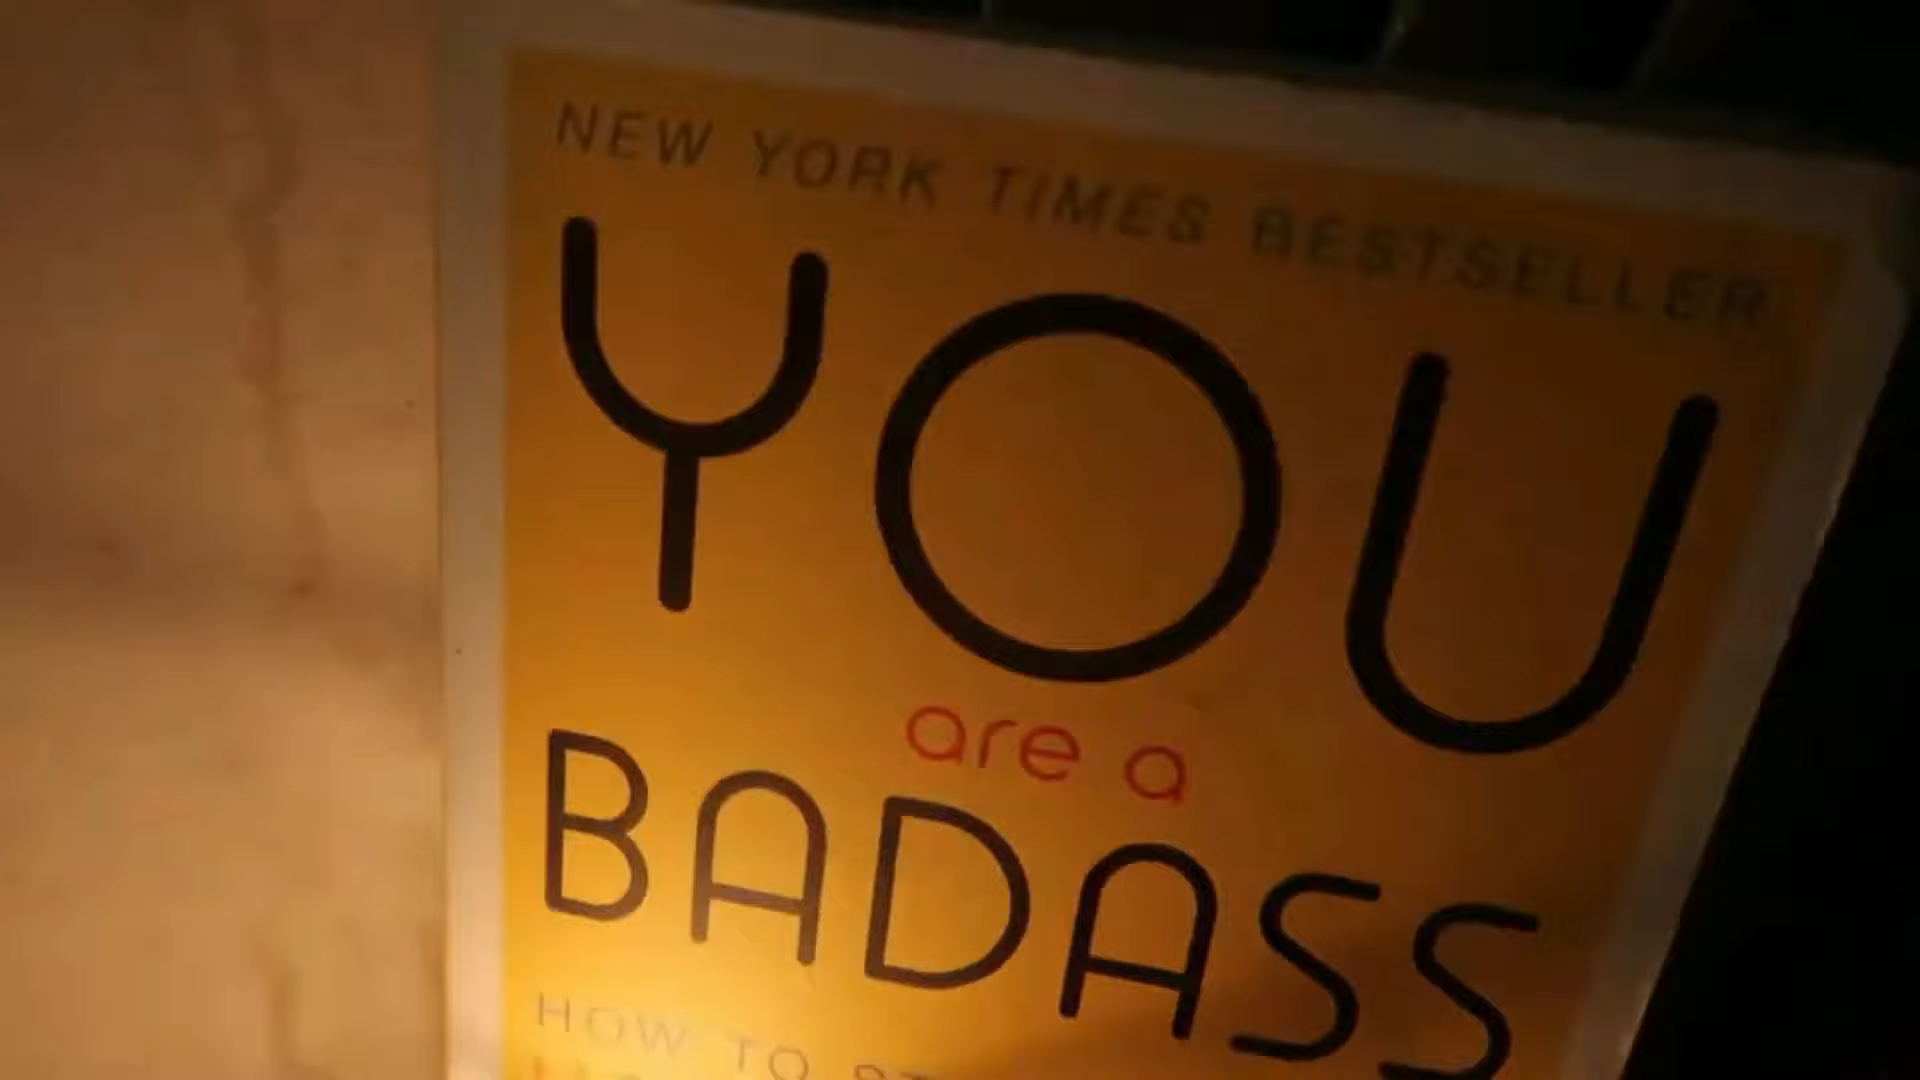 NEW YORK TIMES BESTSELLER
YOU
are a
BADASS
HOW TO